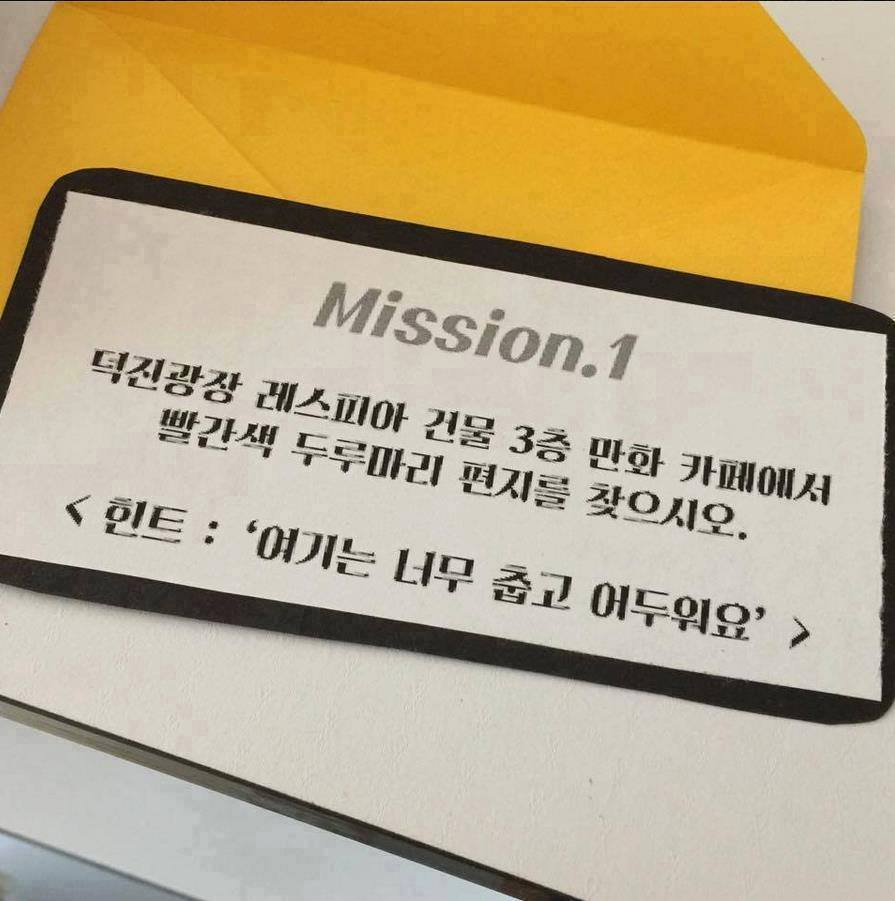 Mission.1
덕진광장 레스피아 건물 3층 만화 카페에서
빨간색 두루마리 편지를 찾으시오.
< 힌트 : ‘여기는 너무 춥고 어두워요’ >